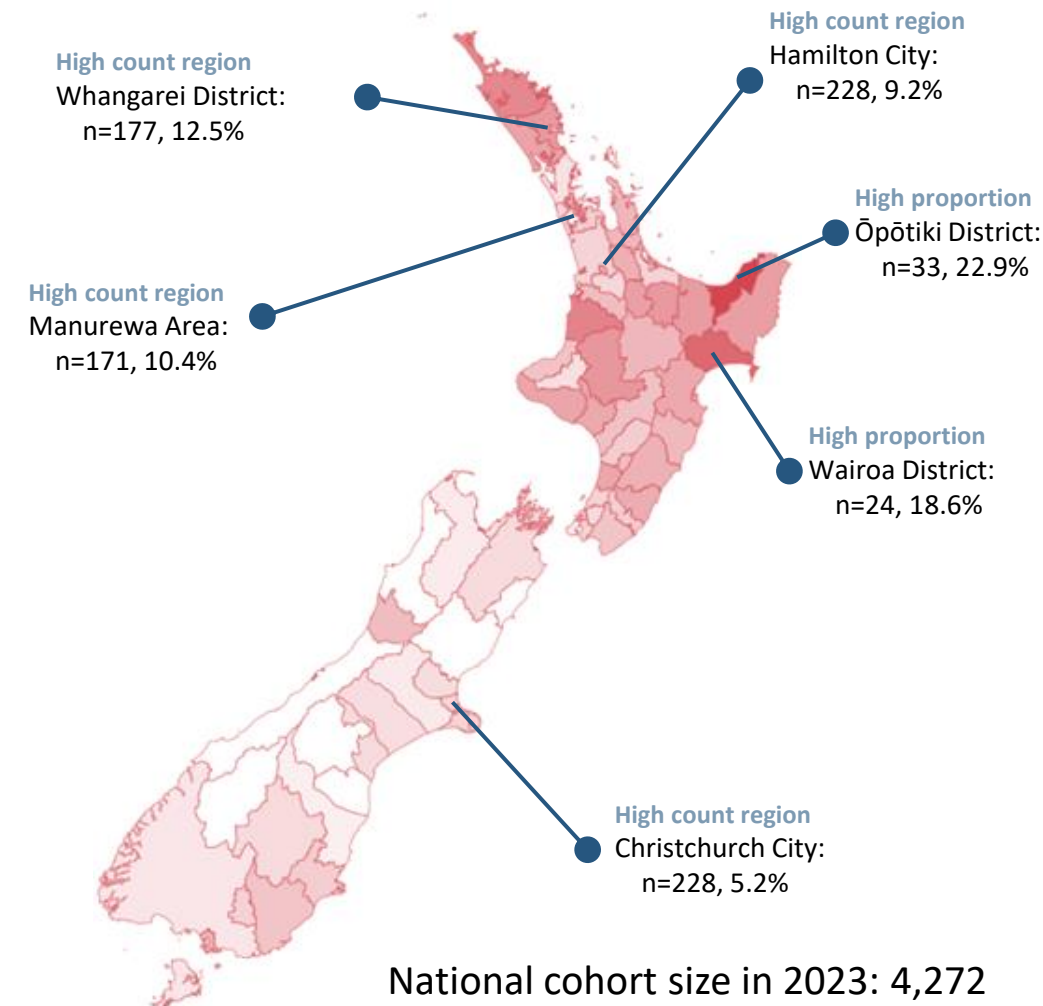 High count region
Hamilton City:
n=228, 9.2%
High count region
Whangarei District:
n=177, 12.5%
High proportion
Ōpōtiki District:
n=33, 22.9%
High count region
Manurewa Area:
n=171, 10.4%
High proportion
Wairoa District:
n=24, 18.6%
High count region
Christchurch City:
n=228, 5.2%
National cohort size in 2023: 4,272